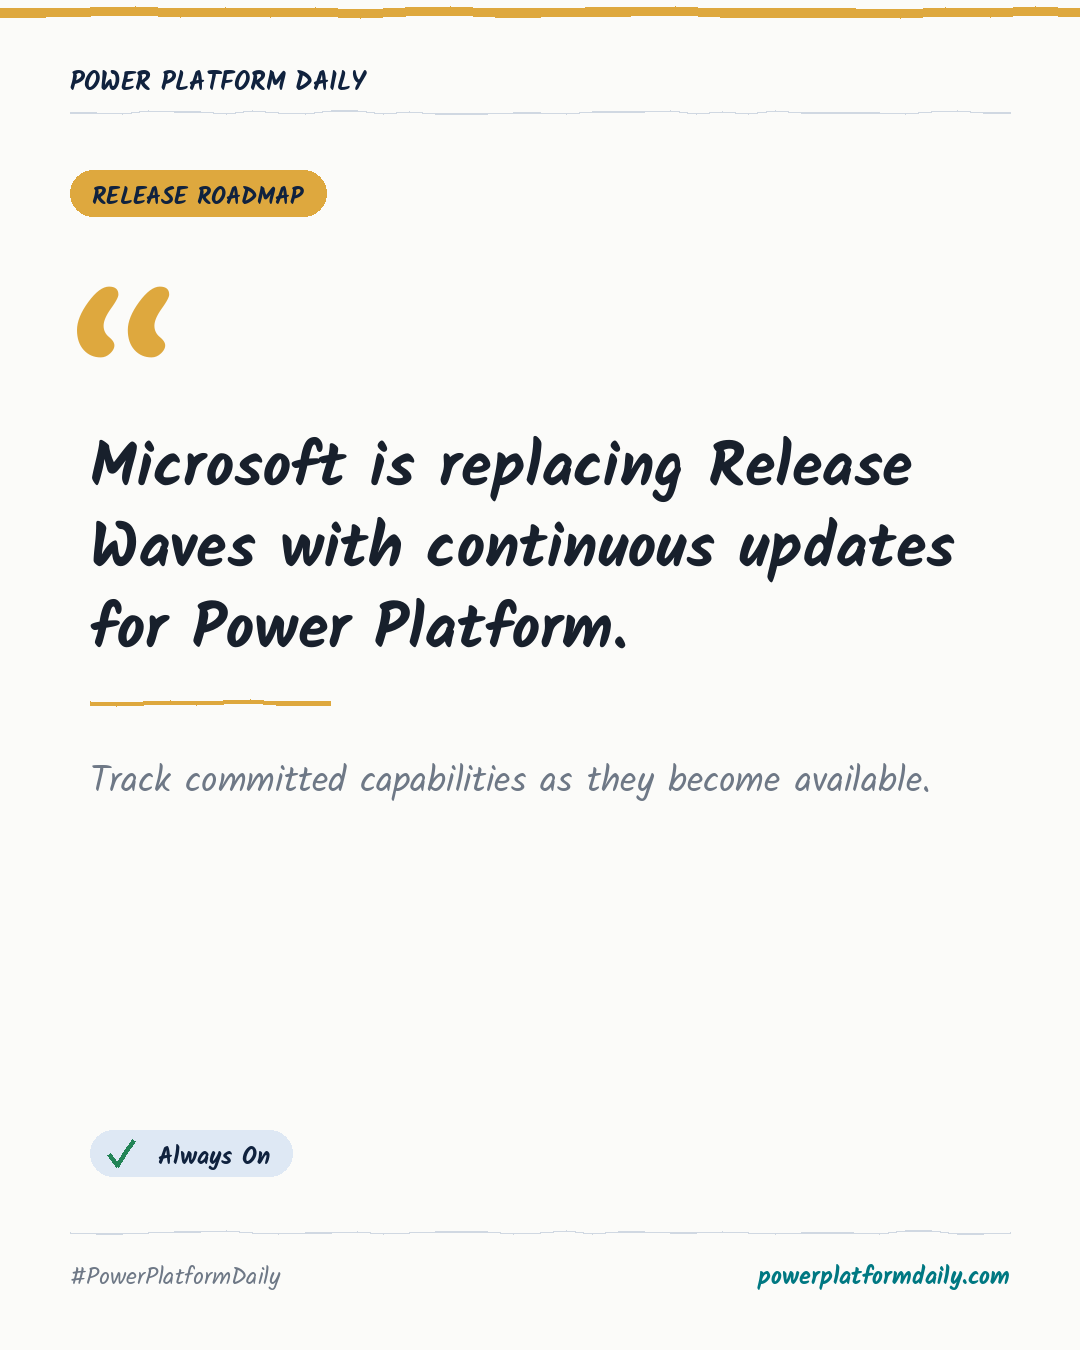 POWER PLATFORM DAILY
RELEASE ROADMAP
“
Microsoft is replacing Release
Waves with continuous updates
for Power Platform.
Track committed capabilities as they become available.
Always On
#PowerPlatformDaily
powerplatformdaily.com